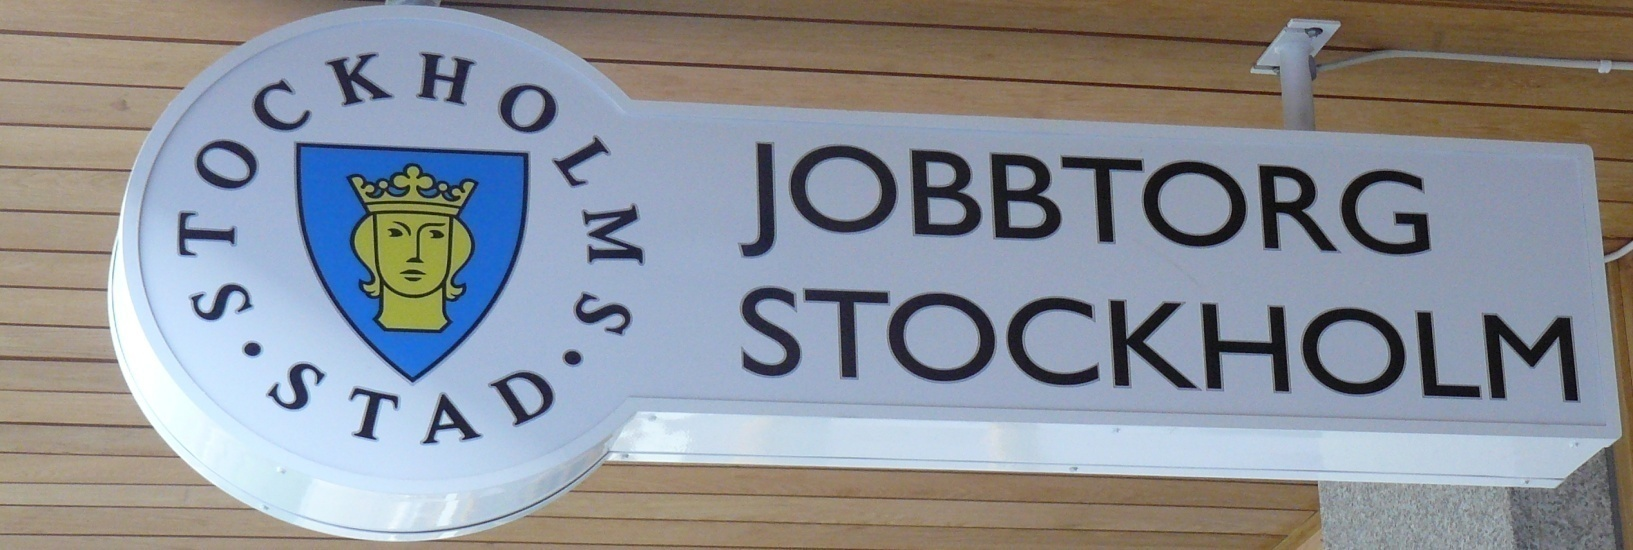 STOCKHOLMS
· STAD ·
JOBBTORG
STOCKHOLM